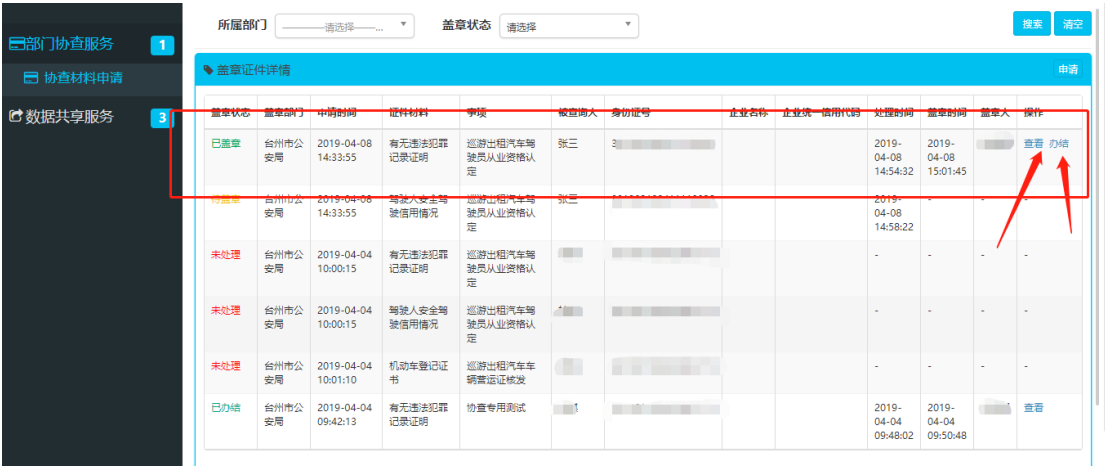 所属部门 ————请选择——... 盖章状态 请选择 搜索 清空
部门协查服务 1
协查材料申请
数据共享服务 3
盖章证件详情 申请
盖章状态 盖章部门 申请时间 证件材料 事项 被查询人 身份证号 企业名称 企业统一信用代码 处理时间 盖章时间 盖章人 操作
已盖章 台州市公 2019-04-08 有无违法犯罪 巡游出租汽车驾 张三 3 2019- 2019- 查看 办结
安局 14:33:55 记录证明 驶员从业资格认 04-08 04-08
定 14:54:32 15:01:45
待盖章 台州市公 2019-04-08 驾驶人安全驾 巡游出租汽车驾 张三 2019- - - -
安局 14:33:55 驶信用情况 驶员从业资格认 04-08
定 14:58:22
未处理 台州市公 2019-04-04 有无违法犯罪 巡游出租汽车驾 - - - -
安局 10:00:15 记录证明 驶员从业资格认
定
未处理 台州市公 2019-04-04 驾驶人安全驾 巡游出租汽车驾 - - - -
安局 10:00:15 驶信用情况 驶员从业资格认
定
未处理 台州市公 2019-04-04 机动车登记证 巡游出租汽车车 - - - -
安局 10:01:10 书 辆营运证核发
已办结 台州市公 2019-04-04 有无违法犯罪 协查专用测试 2019- 2019- 查看
安局 09:42:13 记录证明 04-04 04-04
09:48:02 09:50:48